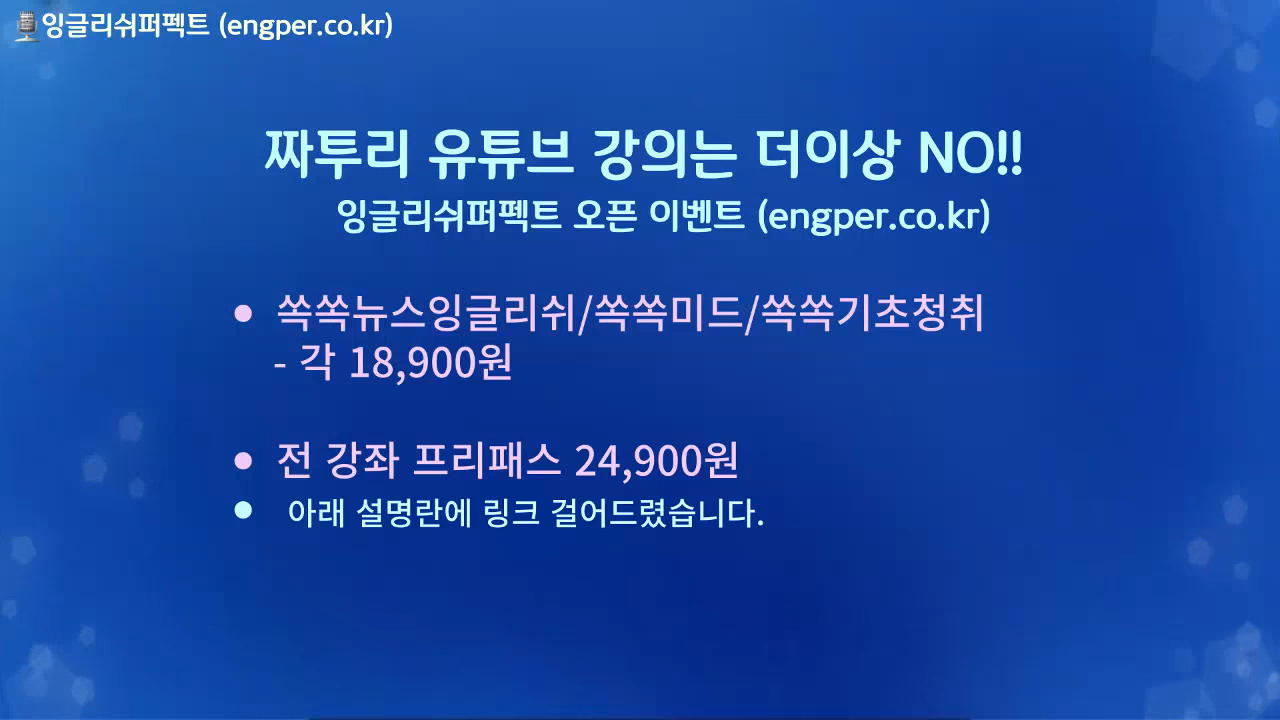 잉글리쉬퍼펙트 (engper.co.kr)
짜투리 유튜브 강의는 더이상 NO!!
잉글리쉬퍼펙트 오픈 이벤트 (engper.co.kr)
● 쏙쏙뉴스잉글리쉬/쏙쏙미드/쏙쏙기초청취
- 각 18,900원
● 전 강좌 프리패스 24,900원
● 아래 설명란에 링크 걸어드렸습니다.